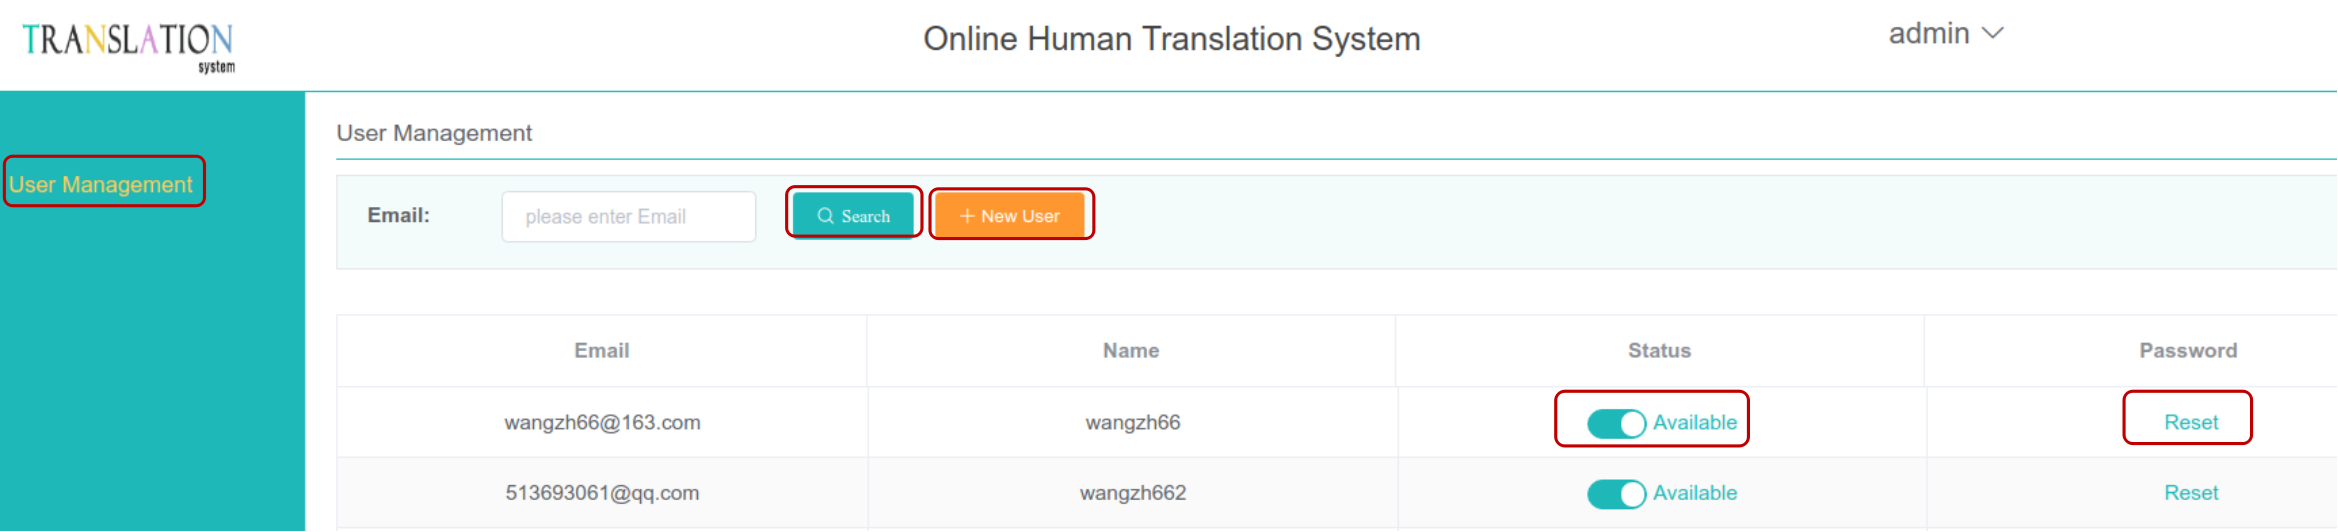 TRANSLATION
system
Online Human Translation System
admin
User Management
User Management
Email: please enter Email Search + New User
Email Name Status Password
wangzh66@163.com wangzh66 Available Reset
513693061@qq.com wangzh662 Available Reset